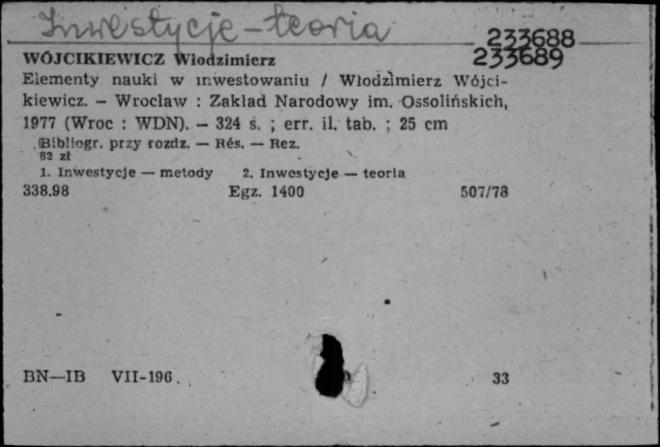 Inwestycje - teoria
233688
233689
WÓJCIKIEWICZ Włodzimierz
Elementy nauki w inwestowaniu / Włodzimierz Wójci-
kiewicz. — Wrocław : Zakład Narodowy im. Ossolińskich,
1977 (Wroc : WDN). — 324 s. ; err. il. tab. ; 25 cm
Bibliogr. przy rozdz. — Rés. — Rez.
82 zł
1. Inwestycje — metody 2. Inwestycje — teoria
338.98 Egz. 1400 507/78
BN—IB VII-196 33